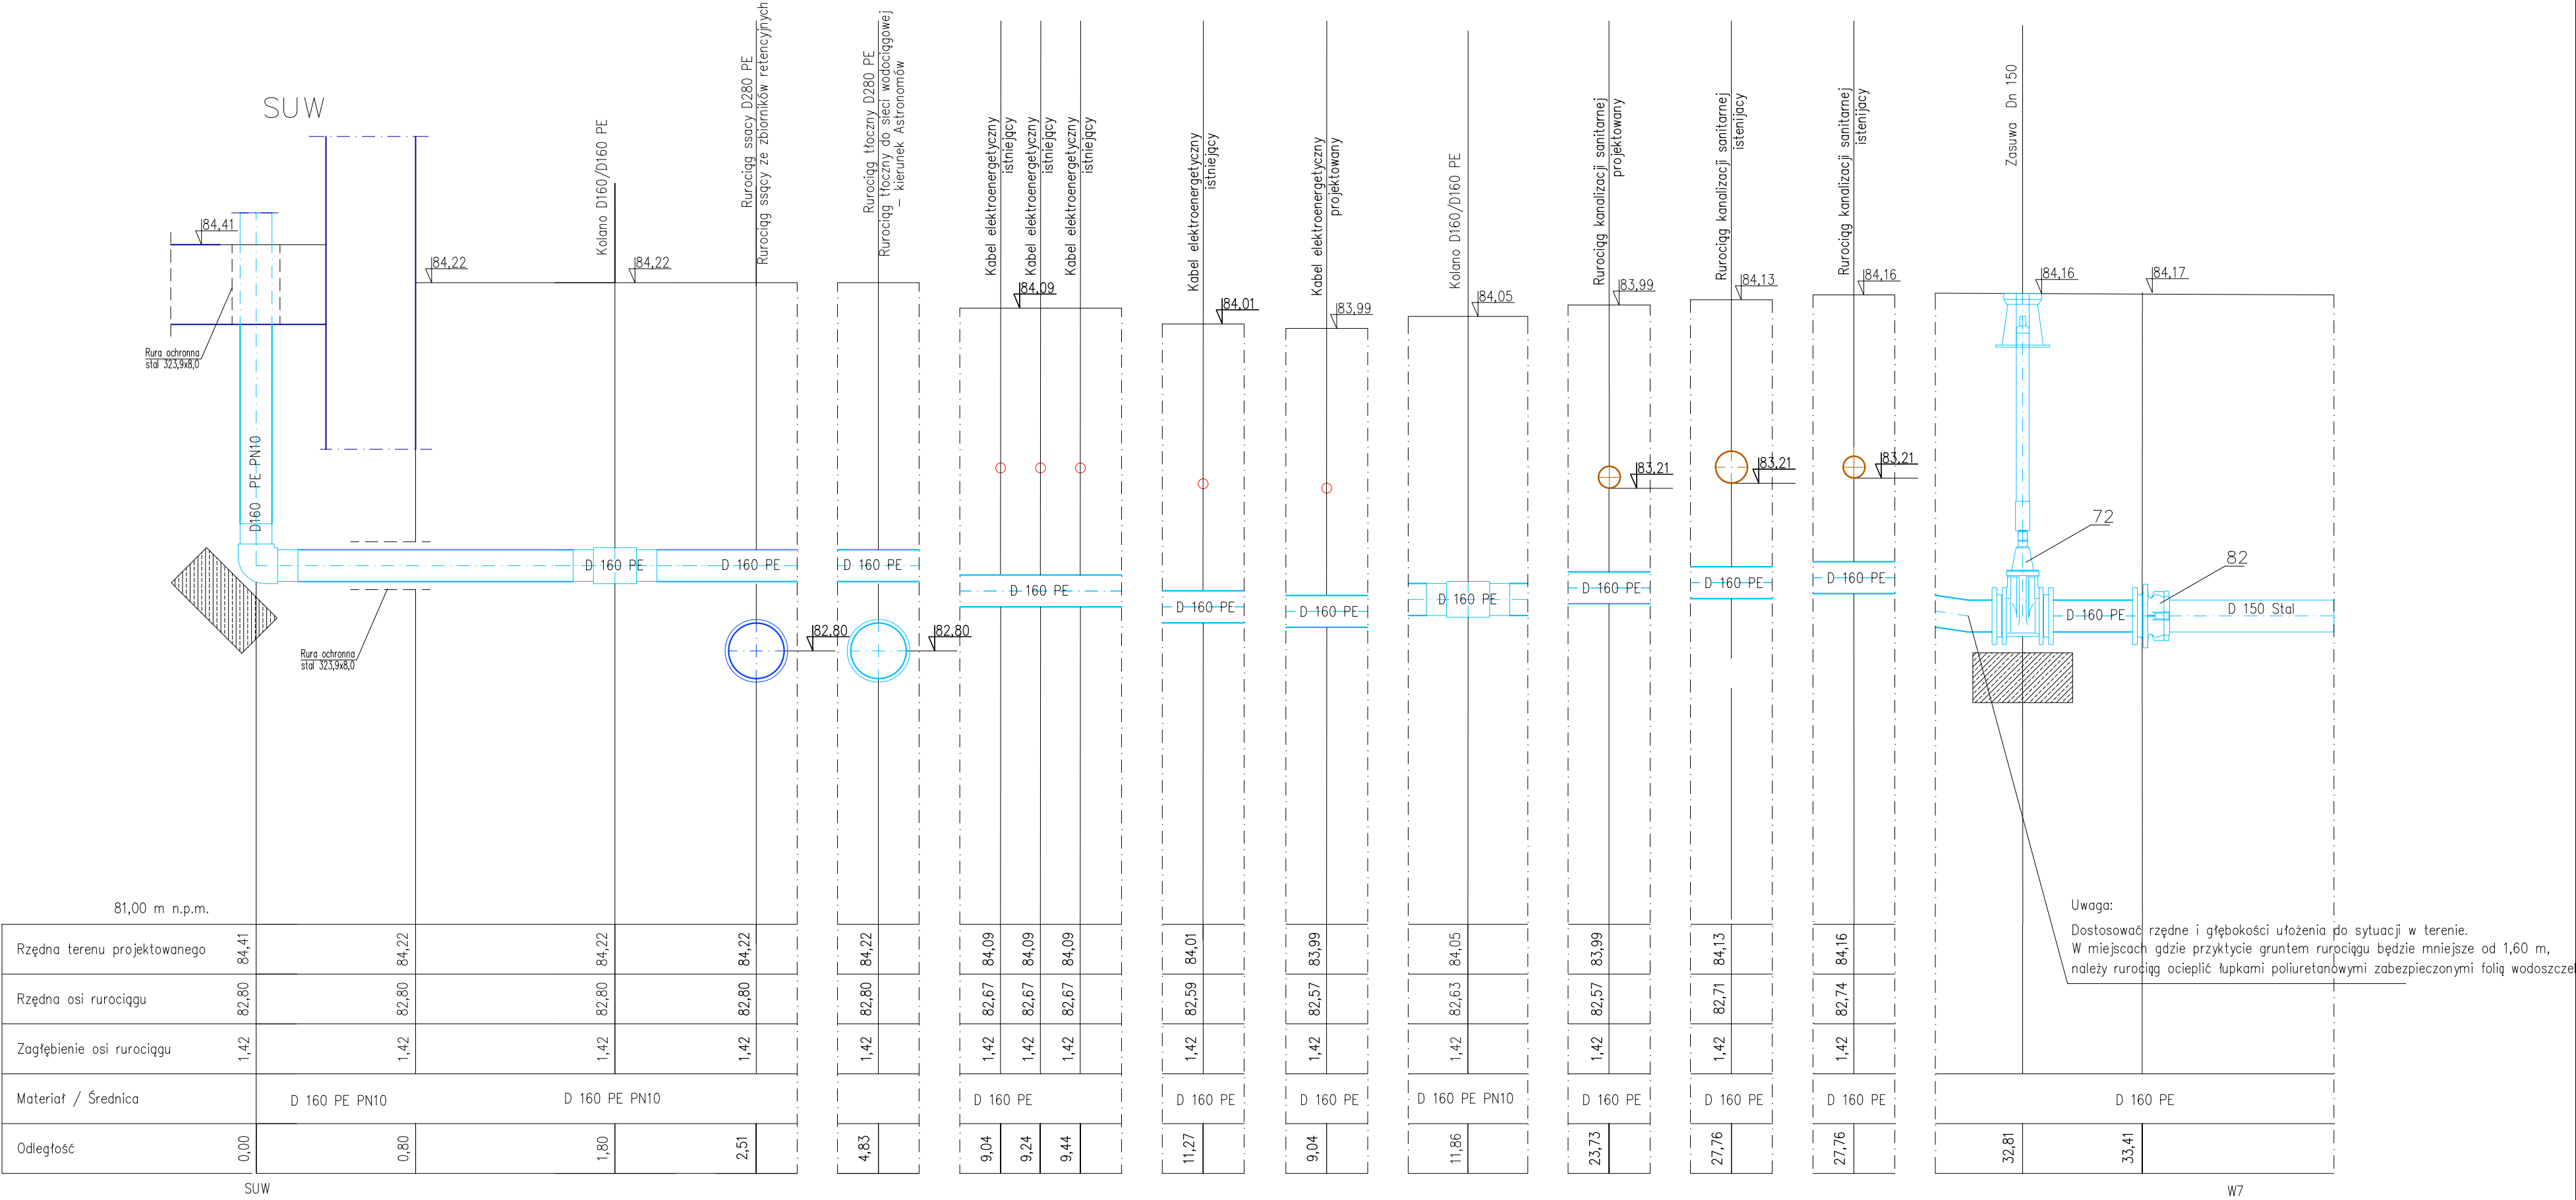 SUW
84,41
Rura ochronna
stal 323,9x8,0
D160 PE PN10
84,22
Rura ochronna
stal 323,9x8,0
Kolano D160/D160 PE
84,22
D 160 PE
Rurociąg ssacy D280 PE
Rurociąg ssący ze zbiorników retencyjnych
D 160 PE
82,80
Rurociąg tłoczny D280 PE
Rurociąg tłoczny do sieci wodociągowej
– kierunek Astronomów
D 160 PE
82,80
Kabel elektroenergetyczny
istniejący
Kabel elektroenergetyczny
istniejący
Kabel elektroenergetyczny
istniejący
84,09
D 160 PE
Kabel elektroenergetyczny
istniejący
84,01
D 160 PE
Kabel elektroenergetyczny
projektowany
83,99
D 160 PE
Kolano D160/D160 PE
84,05
D 160 PE
Rurociąg kanalizacji sanitarnej
projektowany
83,99
83,21
D 160 PE
Rurociąg kanalizacji sanitarnej
istenijacy
84,13
83,21
D 160 PE
Rurociąg kanalizacji sanitarnej
istenijacy
84,16
83,21
D 160 PE
Zasuwa Dn 150
84,16
84,17
72
82
D 160 PE
D 150 Stal
Uwaga:
Dostosować rzędne i głębokości ułożenia do sytuacji w terenie.
W miejscach gdzie przyktycie gruntem rurociągu będzie mniejsze od 1,60 m,
należy rurociąg ocieplić łupkami poliuretanowymi zabezpieczonymi folią
81,00 m n.p.m.
Rzędna terenu projektowanego 84,41 84,22 84,22 84,22 84,22 84,09 84,09 84,09 84,01 83,99 84,05 83,99 84,13 84,16
Rzędna osi rurociągu 82,80 82,80 82,80 82,80 82,80 82,67 82,67 82,67 82,59 82,57 82,63 82,57 82,71 82,74
Zagłębienie osi rurociągu 1,42 1,42 1,42 1,42 1,42 1,42 1,42 1,42 1,42 1,42 1,42 1,42 1,42 1,42
Materiał / Średnica D 160 PE PN10 D 160 PE PN10 D 160 PE D 160 PE D 160 PE D 160 PE PN10 D 160 PE D 160 PE D 160 PE D 160 PE
Odległość 0,00 0,80 1,80 2,51 4,83 9,04 9,24 9,44 11,27 9,04 11,86 23,73 27,76 27,76 32,81 33,41
SUW W7